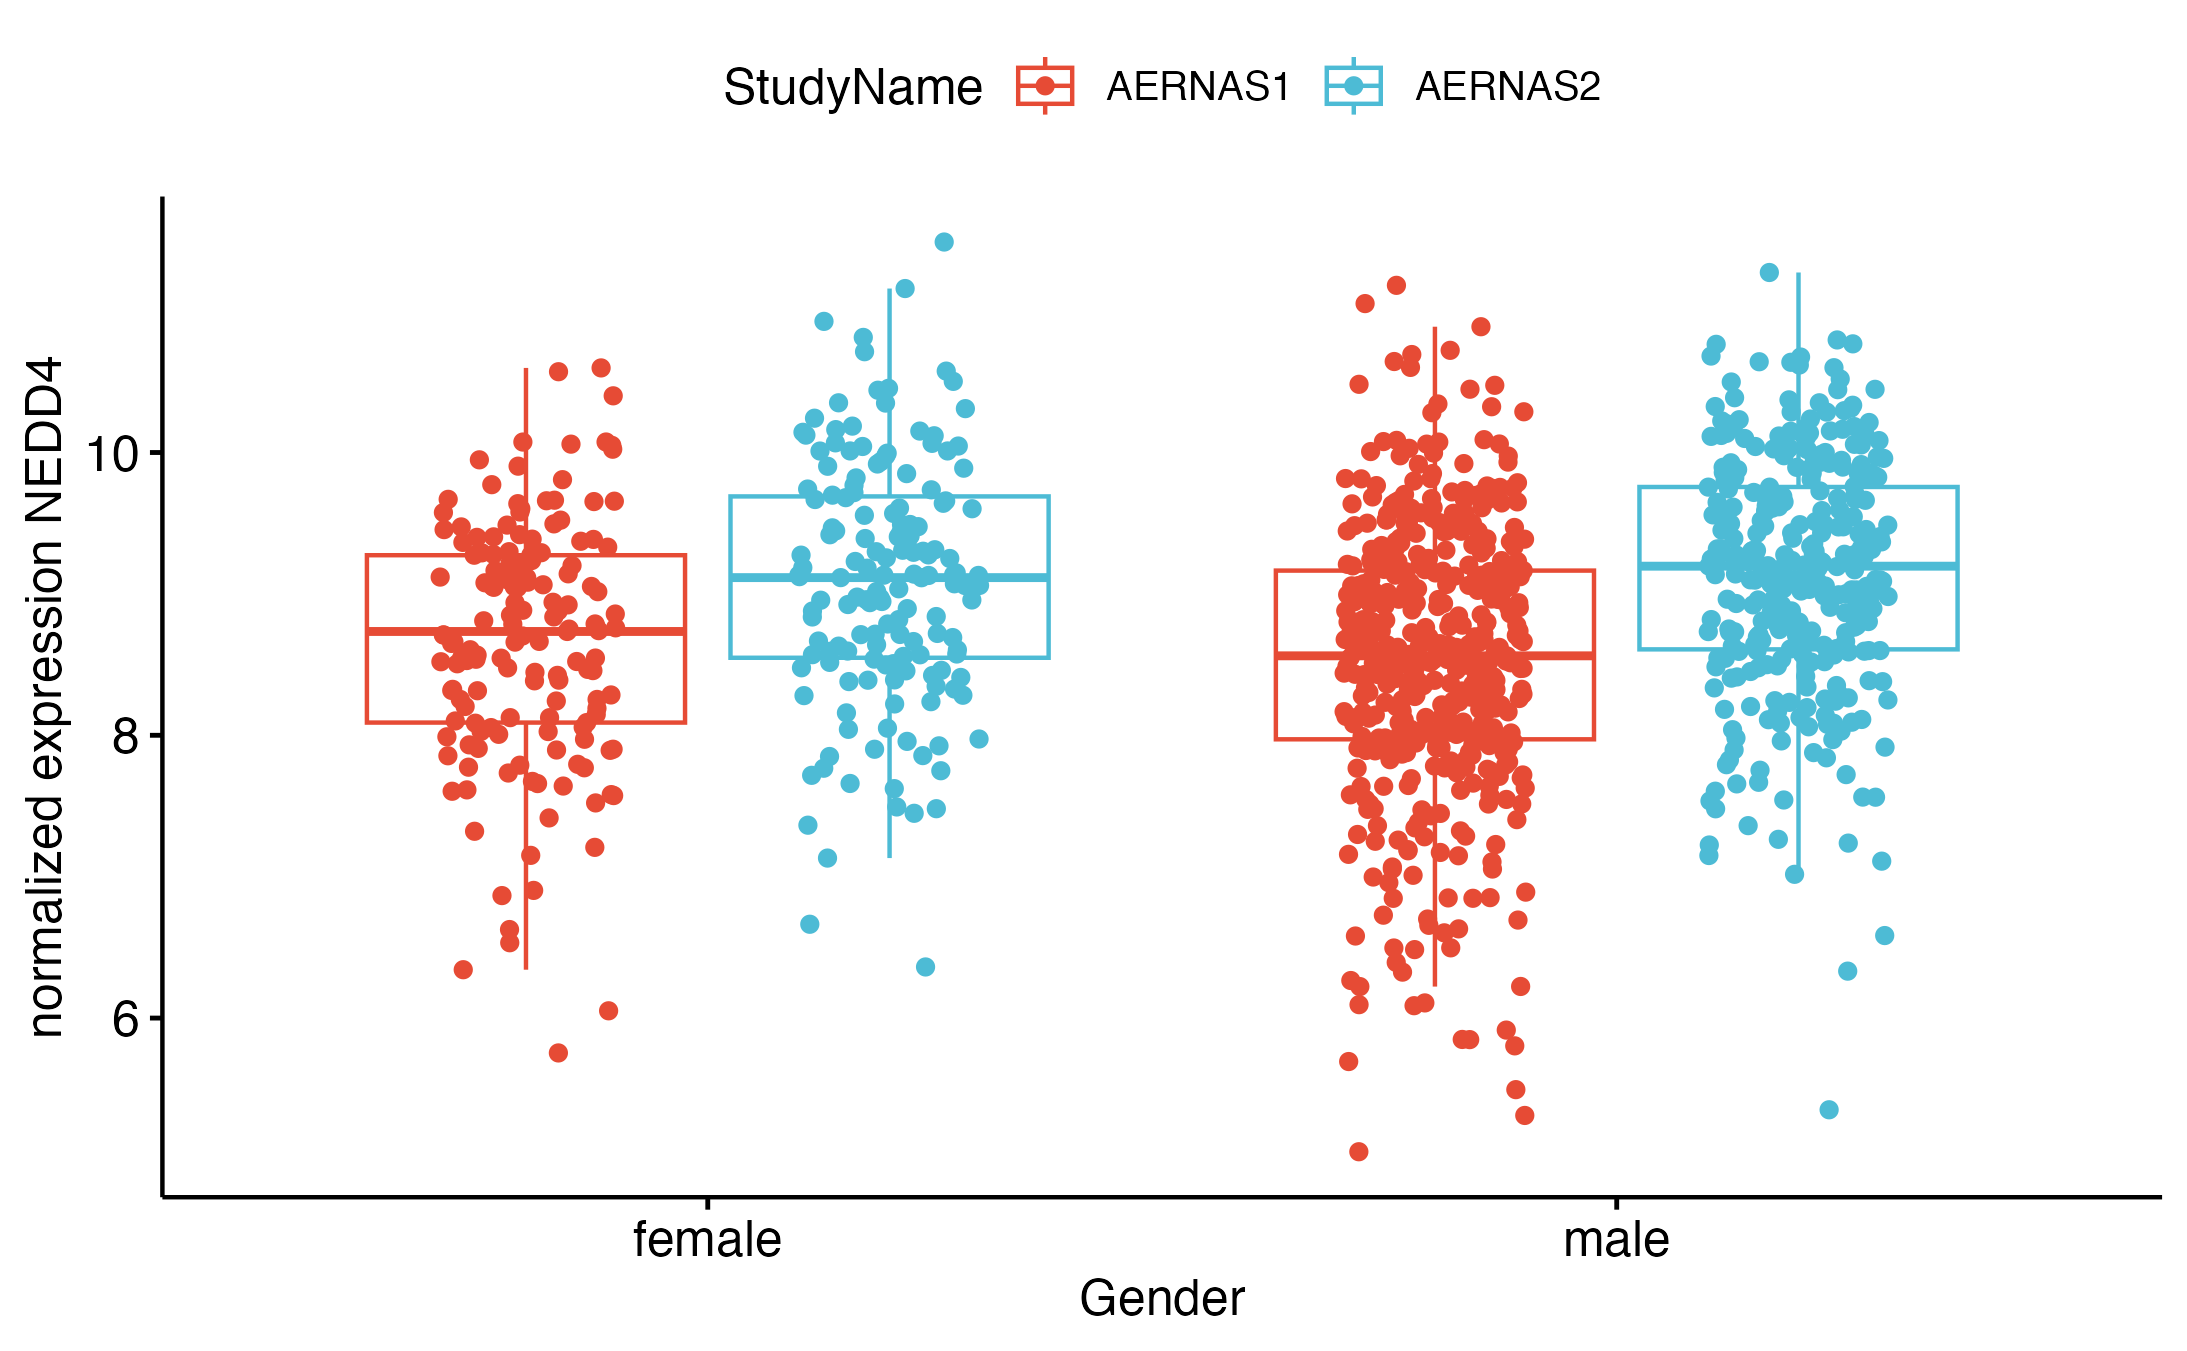 StudyName AERNAS1 AERNAS2
normalized expression NEDD4
10
8
6
female male
Gender